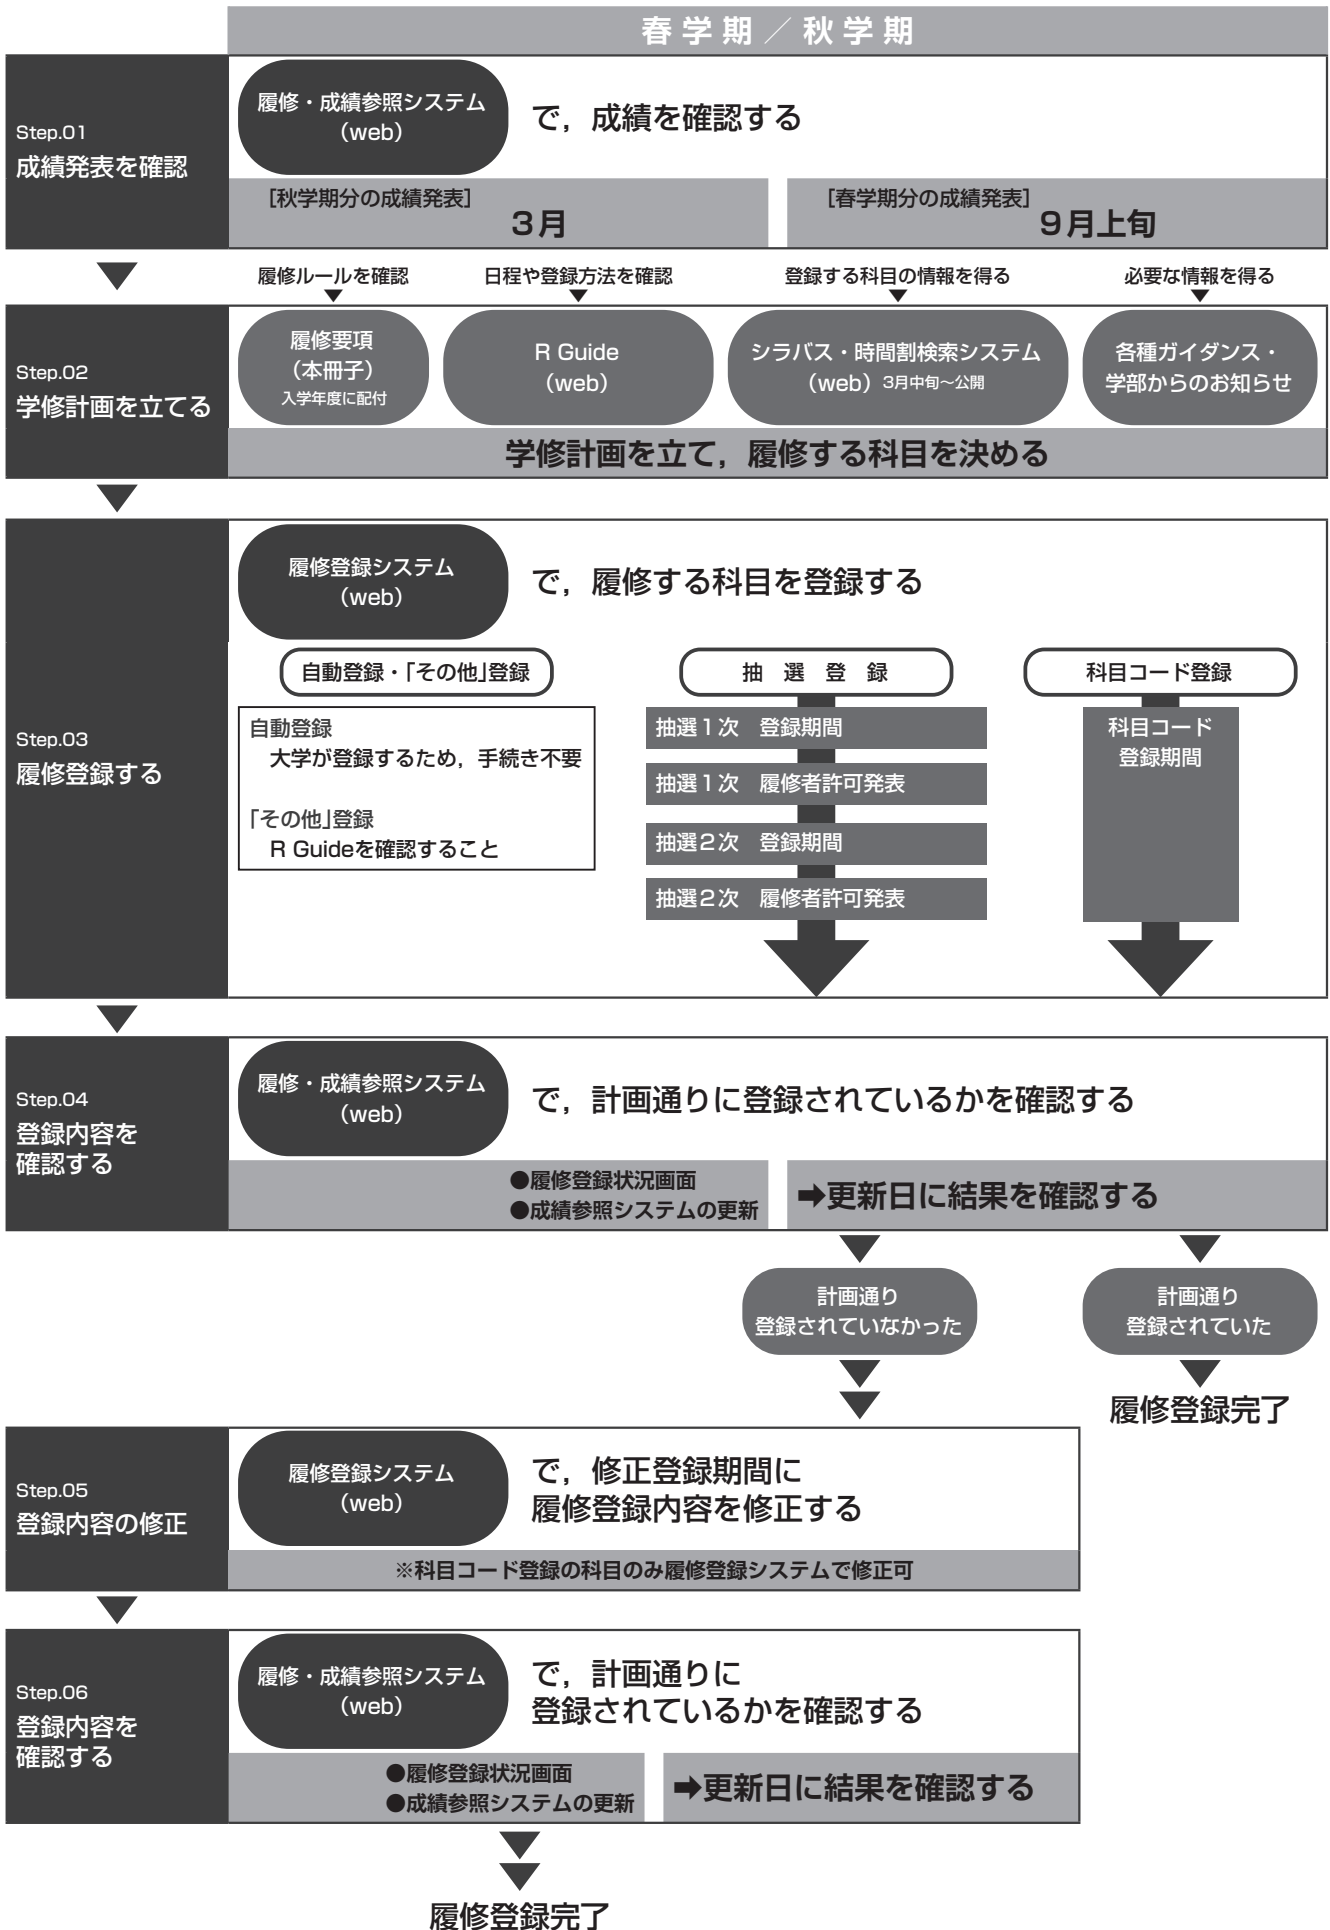 春学期／秋学期
Step.01
成績発表を確認
履修・成績参照システム
（web）
で，成績を確認する
［秋学期分の成績発表］
３月
［春学期分の成績発表］
９月上旬
履修ルールを確認
日程や登録方法を確認
登録する科目の情報を得る
必要な情報を得る
Step.02
学修計画を立てる
履修要項
（本冊子）
入学年度に配付
R Guide
（web）
シラバス・時間割検索システム
（web）3月中旬～公開
各種ガイダンス・
学部からのお知らせ
学修計画を立て，履修する科目を決める
Step.03
履修登録する
履修登録システム
（web）
で，履修する科目を登録する
自動登録・「その他」登録
自動登録
大学が登録するため，手続き不要
「その他」登録
R Guideを確認すること
抽選登録
抽選１次　登録期間
抽選１次　履修者許可発表
抽選２次　登録期間
抽選２次　履修者許可発表
科目コード登録
科目コード
登録期間
Step.04
登録内容を
確認する
履修・成績参照システム
（web）
で，計画通りに登録されているかを確認する
●履修登録状況画面
●成績参照システムの更新
➡更新日に結果を確認する
計画通り
登録されていなかった
計画通り
登録されていた
履修登録完了
Step.05
登録内容の修正
履修登録システム
（web）
で，修正登録期間に
履修登録内容を修正する
※科目コード登録の科目のみ履修登録システムで修正可
Step.06
登録内容を
確認する
履修・成績参照システム
（web）
で，計画通りに
登録されているかを確認する
●履修登録状況画面
●成績参照システムの更新
➡更新日に結果を確認する
履修登録完了